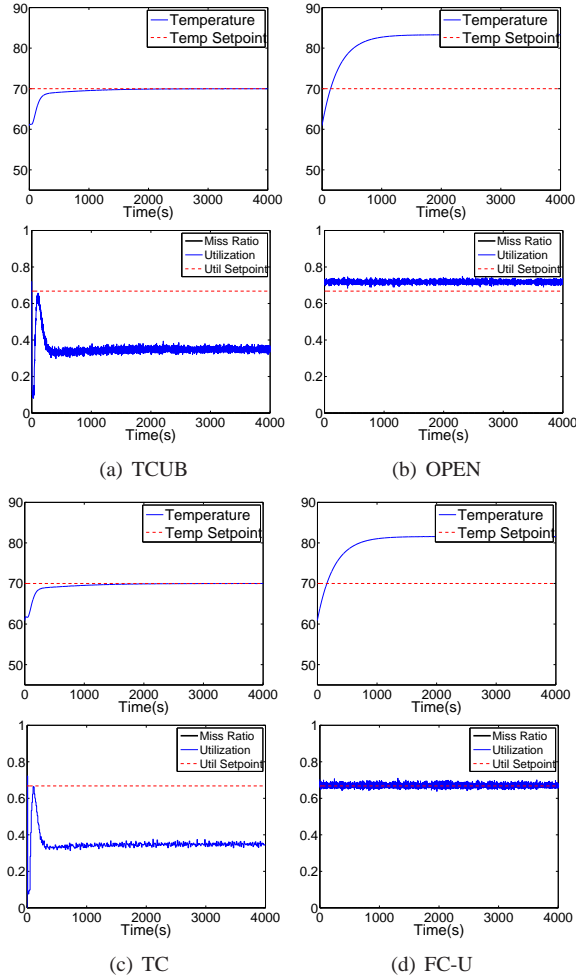 90
80
70
60
50
0 1000 2000 3000 4000
Time(s)
Temperature
Temp Setpoint
90
80
70
60
50
0 1000 2000 3000 4000
Time(s)
Temperature
Temp Setpoint
1
0.8
0.6
0.4
0.2
0
0 1000 2000 3000 4000
Time(s)
Miss Ratio
Utilization
Util Setpoint
1
0.8
0.6
0.4
0.2
0
0 1000 2000 3000 4000
Time(s)
Miss Ratio
Utilization
Util Setpoint
(a) TCUB
(b) OPEN
90
80
70
60
50
0 1000 2000 3000 4000
Time(s)
Temperature
Temp Setpoint
90
80
70
60
50
0 1000 2000 3000 4000
Time(s)
Temperature
Temp Setpoint
1
0.8
0.6
0.4
0.2
0
0 1000 2000 3000 4000
Time(s)
Miss Ratio
Utilization
Util Setpoint
1
0.8
0.6
0.4
0.2
0
0 1000 2000 3000 4000
Time(s)
Miss Ratio
Utilization
Util Setpoint
(c) TC
(d) FC-U